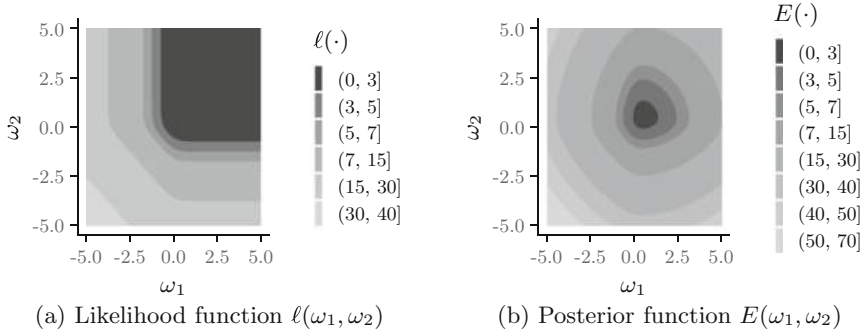 5.0
2.5
0.0
-2.5
-5.0
ω2
-5.0 -2.5 0.0 2.5 5.0
ω1
ℓ(·)
(0, 3]
(3, 5]
(5, 7]
(7, 15]
(15, 30]
(30, 40]
(a) Likelihood function ℓ(ω1, ω2)
5.0
2.5
0.0
-2.5
-5.0
ω2
-5.0 -2.5 0.0 2.5 5.0
ω1
E(·)
(0, 3]
(3, 5]
(5, 7]
(7, 15]
(15, 30]
(30, 40]
(40, 50]
(50, 70]
(b) Posterior function E(ω1, ω2)